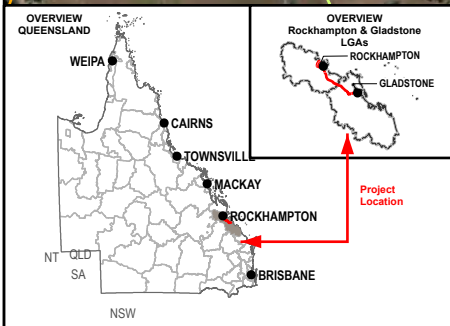 OVERVIEW
QUEENSLAND
WEIPA
CAIRNS
TOWNSVILLE
MACKAY
ROCKHAMPTON
BRISBANE
NT
QLD
SA
NSW
OVERVIEW
Rockhampton & Gladstone
LGAs
ROCKHAMPTON
GLADSTONE
Project
Location